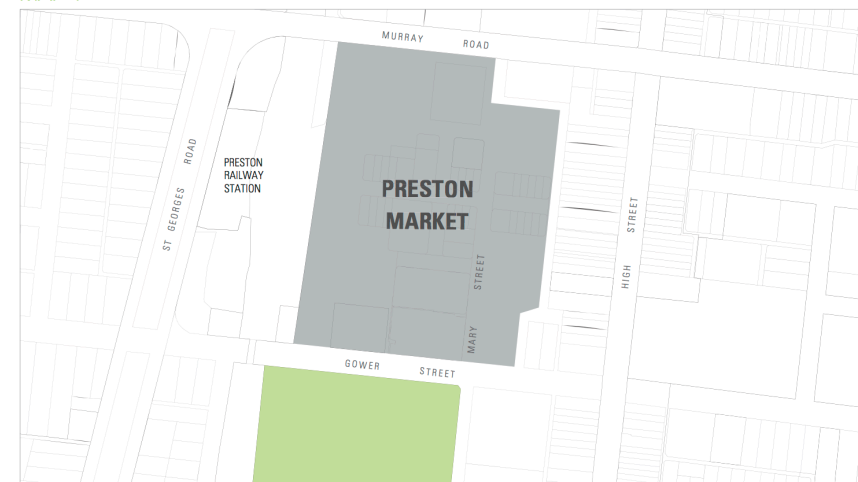 MURRAY ROAD
ST GEORGES ROAD
PRESTON
RAILWAY
STATION
PRESTON
MARKET
HIGH STREET
MARY STREET
GOWER STREET